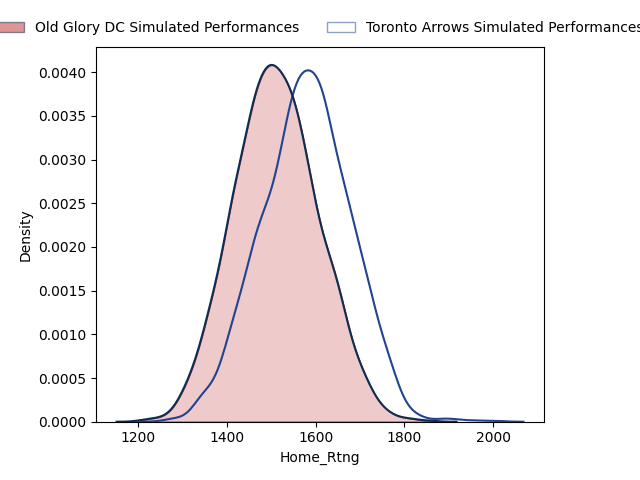 Old Glory DC Simulated Performances Toronto Arrows Simulated Performances
0.0040
0.0035
0.0030
0.0025
0.0020
0.0015
0.0010
0.0005
0.0000
Density
1200 1400 1600 1800 2000
Home_Rtng